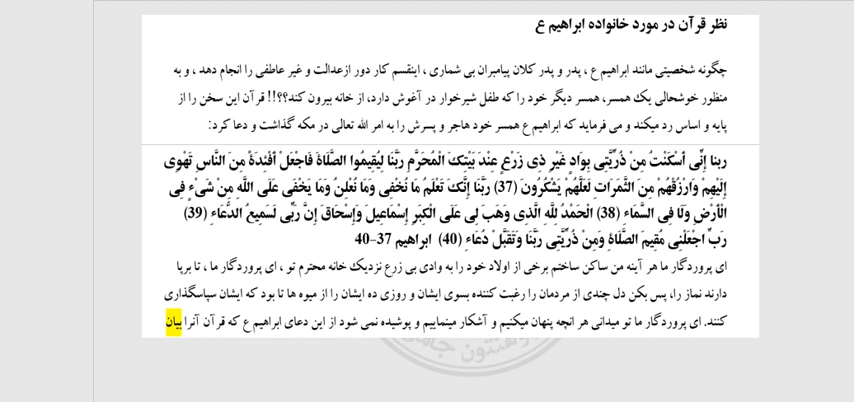 نظر قرآن در مورد خانواده ابراهیم ع
چگونه شخصیتی مانند ابراهیم ع ، پدر و پدر کلان پیامبران بی شماری ، اینقسم کار دور ازعدالت و غیر عاطفی را انجام دهد ، و به
منظور خوشحالی یک همسر، همسر دیگر خود را که طفل شیرخوار در آغوش دارد، از خانه بیرون کند؟؟!! قرآن این سخن را از
پایه و اساس رد میکند و می فرماید که ابراهیم ع همسر خود هاجر و پسرش را به امر الله تعالی در مکه گذاشت و دعا کرد:
ربنا إِنِّی أَسْكَنْتُ مِنْ ذُرِّيَّتِی بِوَادٍ غَيْرِ ذِی زَرْعٍ عِنْدَ بَيْتِكَ الْمُحَرَّمِ رَبَّنَا لِيُقِيمُوا الصَّلَاةَ فَاجْعَلْ أَفْئِدَةً مِنَ النَّاسِ تَهْوِی
إِلَيْهِمْ وَارْزُقْهُمْ مِنَ الثَّمَرَاتِ لَعَلَّهُمْ يَشْكُرُونَ (37) رَبَّنَا إِنَّكَ تَعْلَمُ مَا نُخْفِی وَمَا نُعْلِنُ وَمَا يَخْفَى عَلَى اللَّهِ مِنْ شَیْءٍ فِی
الْأَرْضِ وَلَا فِی السَّمَاءِ (38) الْحَمْدُ لِلَّهِ الَّذِی وَهَبَ لِی عَلَى الْكِبَرِ إِسْمَاعِيلَ وَإِسْحَاقَ إِنَّ رَبِّی لَسَمِيعُ الدُّعَاءِ (39)
رَبِّ اجْعَلْنِی مُقِيمَ الصَّلَاةِ وَمِنْ ذُرِّيَّتِی رَبَّنَا وَتَقَبَّلْ دُعَاءِ (40) ابراهیم 37-40
ای پروردگار ما هر آینه من ساکن ساختم برخی از اولاد خود را به وادی بی زرع نزدیک خانه محترم تو ، ای پروردگار ما ، تا برپا
دارند نماز را، پس بکن دل چندی از مردمان را رغبت کننده بسوی ایشان و روزی ده ایشان را از میوه ها تا بود که ایشان سپاسگذاری
کنند. ای پروردگار ما تو میدانی هر انچه پنهان میکنیم و آشکار مینماییم و پوشیده نمی شود از این دعای ابراهیم ع که قرآن آنرا بیان